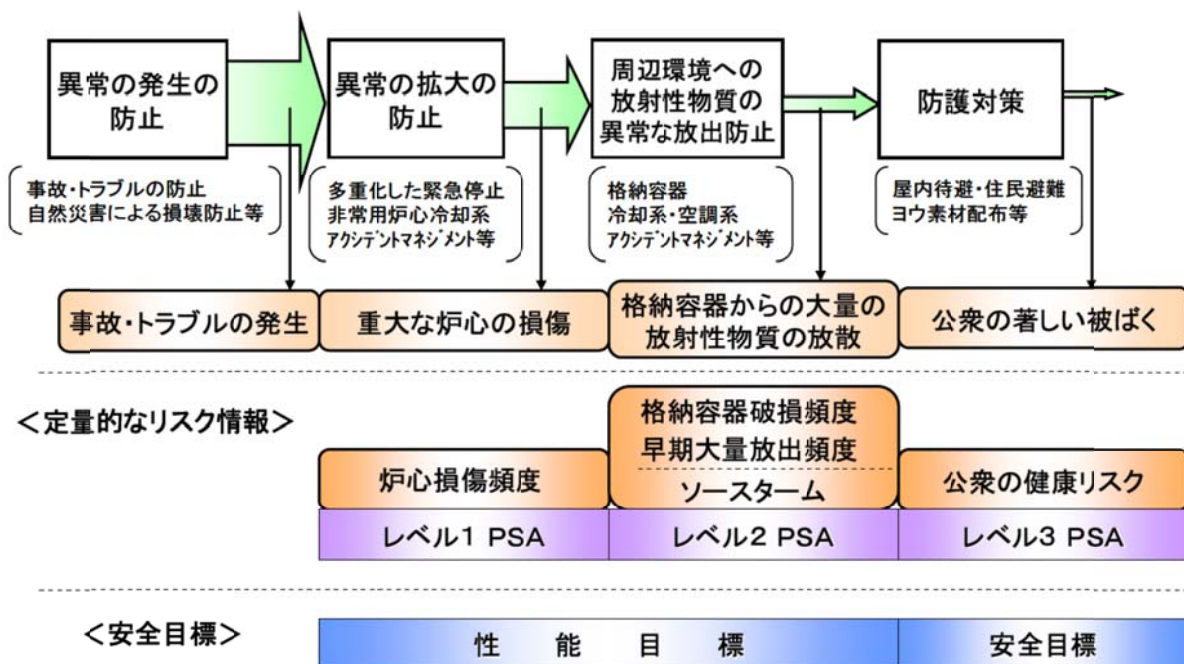 異常の発生の
防止
異常の拡大の
防止
周辺環境への
放射性物質の
異常な放出防止
防護対策
事故・トラブルの防止
自然災害による損壊防止等
多重化した緊急停止
非常用炉心冷却系
ｱｸｼﾃﾞﾝﾄﾏﾈｼﾞﾒﾝﾄ等
格納容器
冷却系・空調系
ｱｸｼﾃﾞﾝﾄﾏﾈｼﾞﾒﾝﾄ等
屋内待避・住民避難
ヨウ素材配布等
事故・トラブルの発生
重大な炉心の損傷
格納容器からの大量の
放射性物質の放散
公衆の著しい被ばく
＜定量的なリスク情報＞
炉心損傷頻度
格納容器破損頻度
早期大量放出頻度
ソースターム
公衆の健康リスク
レベル1 PSA
レベル2 PSA
レベル3 PSA
＜安全目標＞
性能目標
安全目標